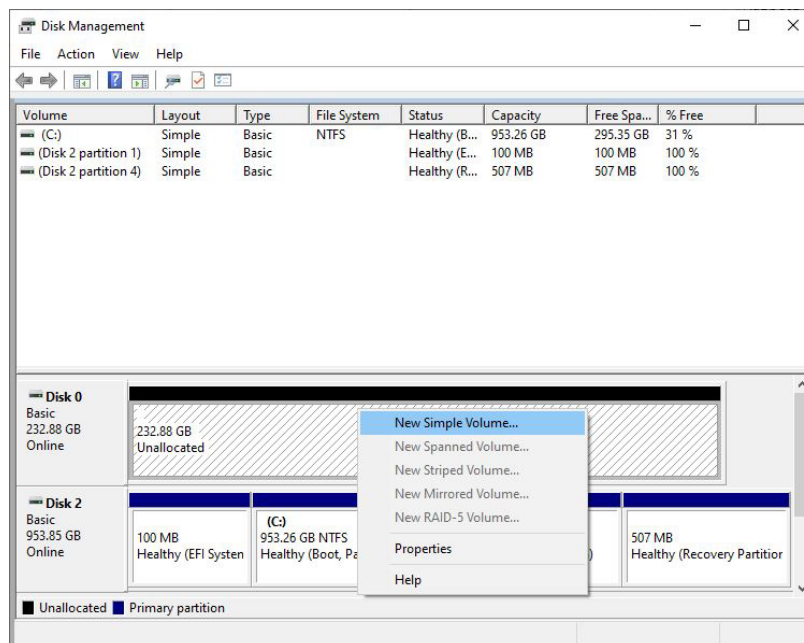 Disk Management
File Action View Help
Volume Layout Type File System Status Capacity Free Spa... % Free
(C:) Simple Basic NTFS Healthy (B... 953.26 GB 295.35 GB 31 %
(Disk 2 partition 1) Simple Basic Healthy (E... 100 MB 100 MB 100 %
(Disk 2 partition 4) Simple Basic Healthy (R... 507 MB 507 MB 100 %
Disk 0
Basic
232.88 GB
Online
232.88 GB
Unallocated
New Simple Volume...
New Spanned Volume...
New Striped Volume...
New Mirrored Volume...
New RAID-5 Volume...
Properties
Help
Disk 2
Basic
953.85 GB
Online
100 MB
Healthy (EFI Systen
(C:)
953.26 GB NTFS
Healthy (Boot, Pa
)
507 MB
Healthy (Recovery Partitior
Unallocated Primary partition